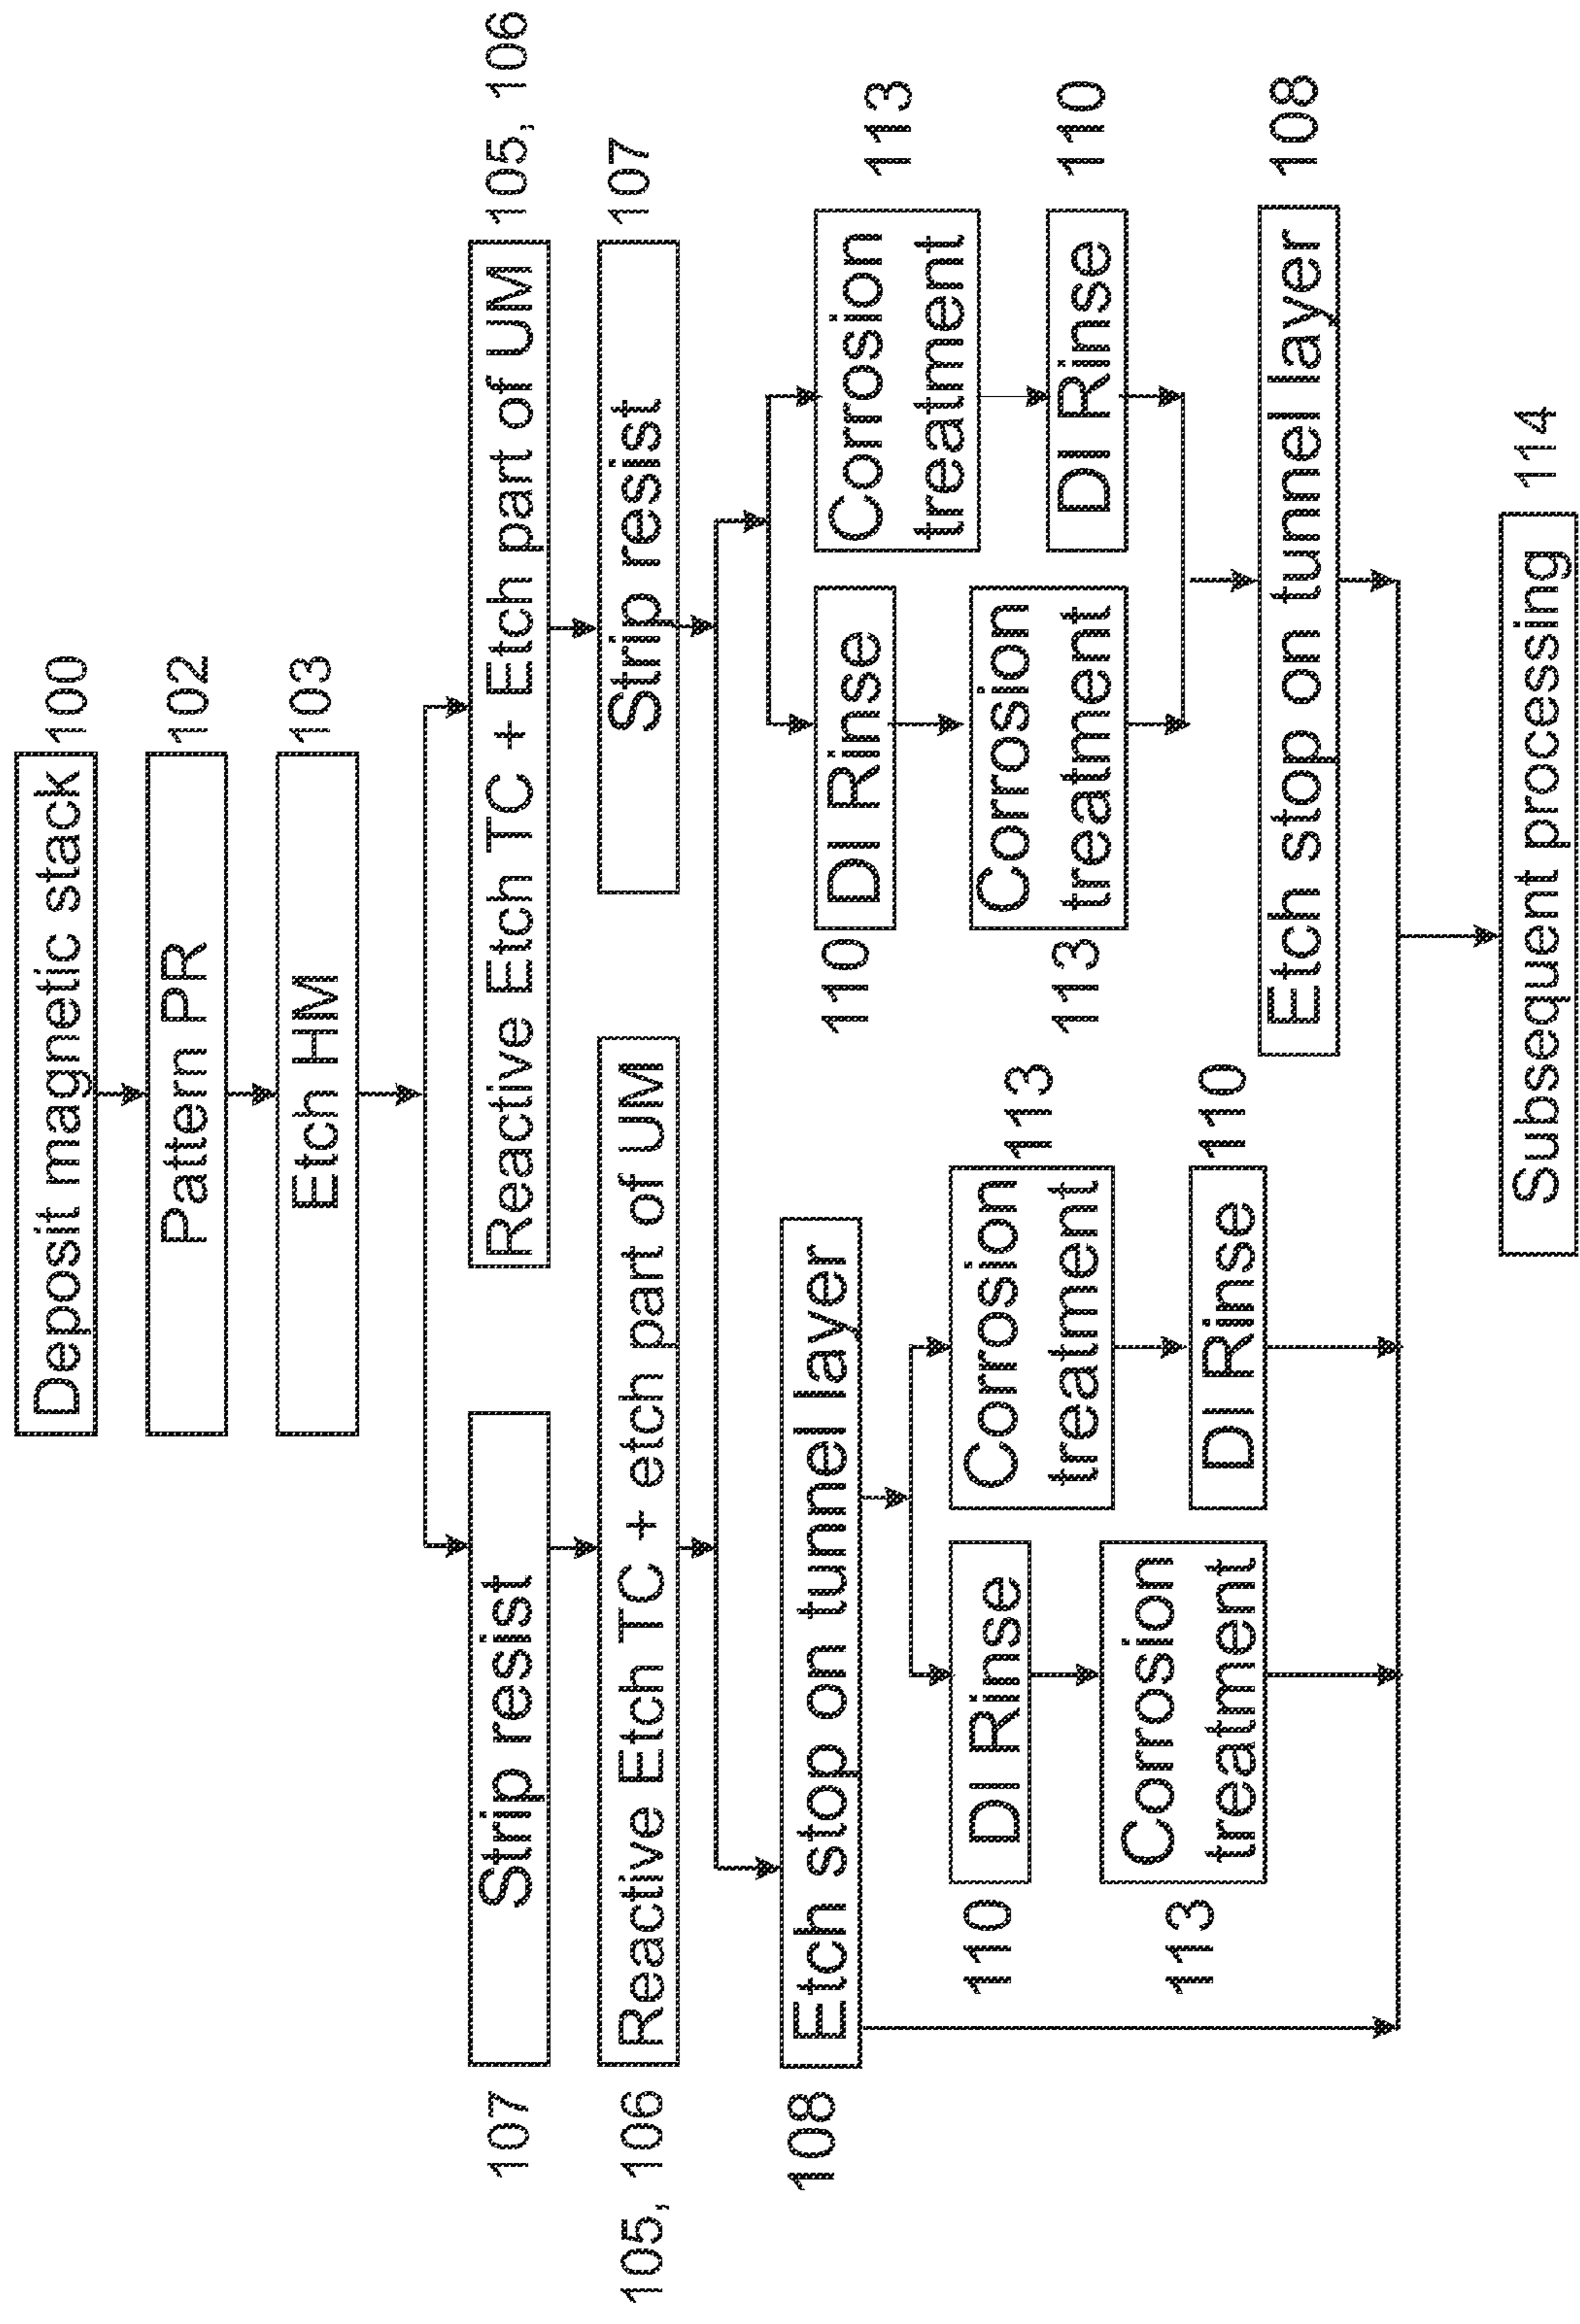 Deposit magnetic stack 100
Pattern PR 102
Etch HM 103
107 Strip resist
Reactive Etch TC + Etch part of UM 105, 106
105, 106 Reactive Etch TC + etch part of UM
Strip resist 107
108 Etch stop on tunnel layer
110 DI Rinse
Corrosion
treatment
113
113 Corrosion
treatment
DI Rinse 110
110 DI Rinse
Corrosion
treatment
113
113 Corrosion
treatment
DI Rinse 110
Etch stop on tunnel layer 108
Subsequent processing 114